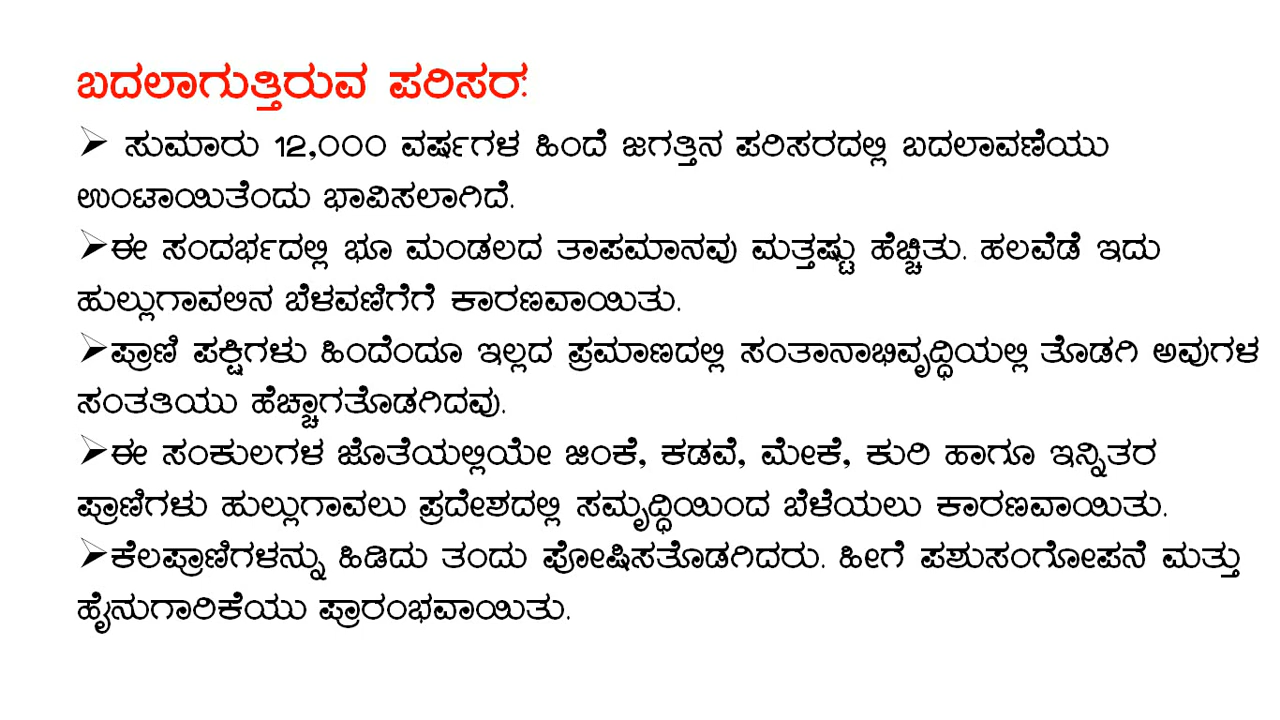 ಬದಲಾಗುತ್ತಿರುವ ಪರಿಸರ:
➢ ಸುಮಾರು 12,000 ವರ್ಷಗಳ ಹಿಂದೆ ಜಗತ್ತಿನ ಪರಿಸರದಲ್ಲಿ ಬದಲಾವಣೆಯು
ಉಂಟಾಯಿತೆಂದು ಭಾವಿಸಲಾಗಿದೆ.
➢ಈ ಸಂದರ್ಭದಲ್ಲಿ ಭೂ ಮಂಡಲದ ತಾಪಮಾನವು ಮತ್ತಷ್ಟು ಹೆಚ್ಚಿತು. ಹಲವೆಡೆ ಇದು
ಹುಲ್ಲುಗಾವಲಿನ ಬೆಳವಣಿಗೆಗೆ ಕಾರಣವಾಯಿತು.
➢ಪ್ರಾಣಿ ಪಕ್ಷಿಗಳು ಹಿಂದೆಂದೂ ಇಲ್ಲದ ಪ್ರಮಾಣದಲ್ಲಿ ಸಂತಾನಾಭಿವೃದ್ಧಿಯಲ್ಲಿ ತೊಡಗಿ ಅವುಗಳ
ಸಂತತಿಯು ಹೆಚ್ಚಾಗತೊಡಗಿದವು.
➢ಈ ಸಂಕುಲಗಳ ಜೊತೆಯಲ್ಲಿಯೇ ಜಿಂಕೆ, ಕಡವೆ, ಮೇಕೆ, ಕುರಿ ಹಾಗೂ ಇನ್ನಿತರ
ಪ್ರಾಣಿಗಳು ಹುಲ್ಲುಗಾವಲು ಪ್ರದೇಶದಲ್ಲಿ ಸಮೃದ್ಧಿಯಿಂದ ಬೆಳೆಯಲು ಕಾರಣವಾಯಿತು.
➢ಕೆಲಪ್ರಾಣಿಗಳನ್ನು ಹಿಡಿದು ತಂದು ಪೋಷಿಸತೊಡಗಿದರು. ಹೀಗೆ ಪಶುಸಂಗೋಪನೆ ಮತ್ತು
ಹೈನುಗಾರಿಕೆಯು ಪ್ರಾರಂಭವಾಯಿತು.